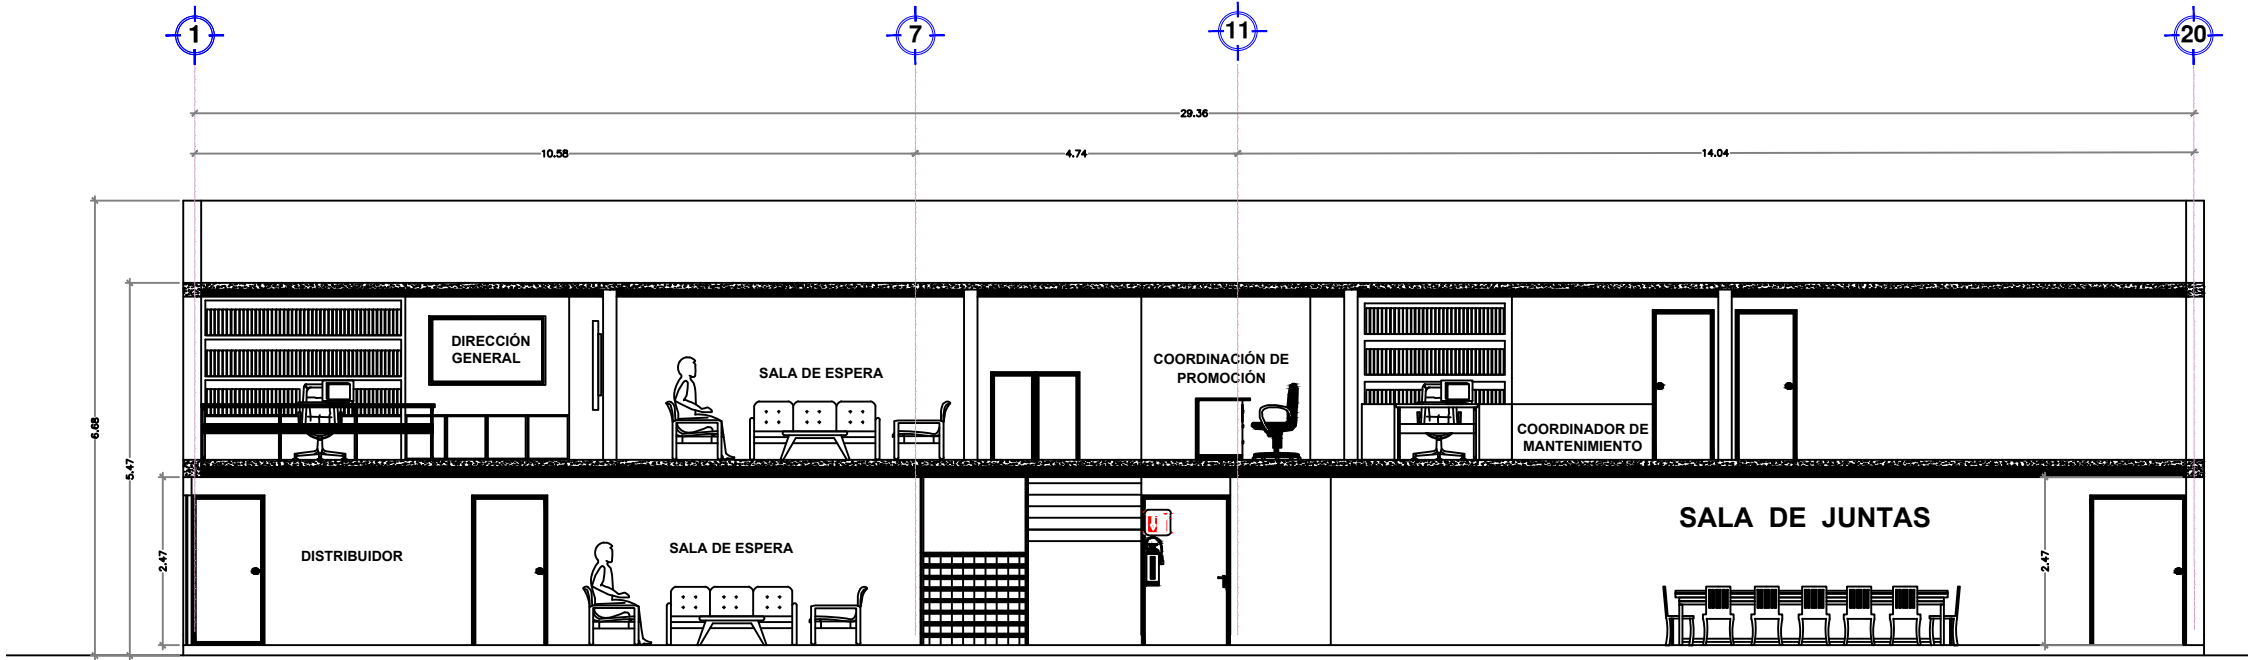 1
7
11
20
29.36
10.58
4.74
14.04
6.68
5.47
2.47
2.47
DIRECCIÓN
GENERAL
SALA DE ESPERA
COORDINACIÓN DE
PROMOCIÓN
COORDINADOR DE
MANTENIMIENTO
DISTRIBUIDOR
SALA DE ESPERA
SALA DE JUNTAS